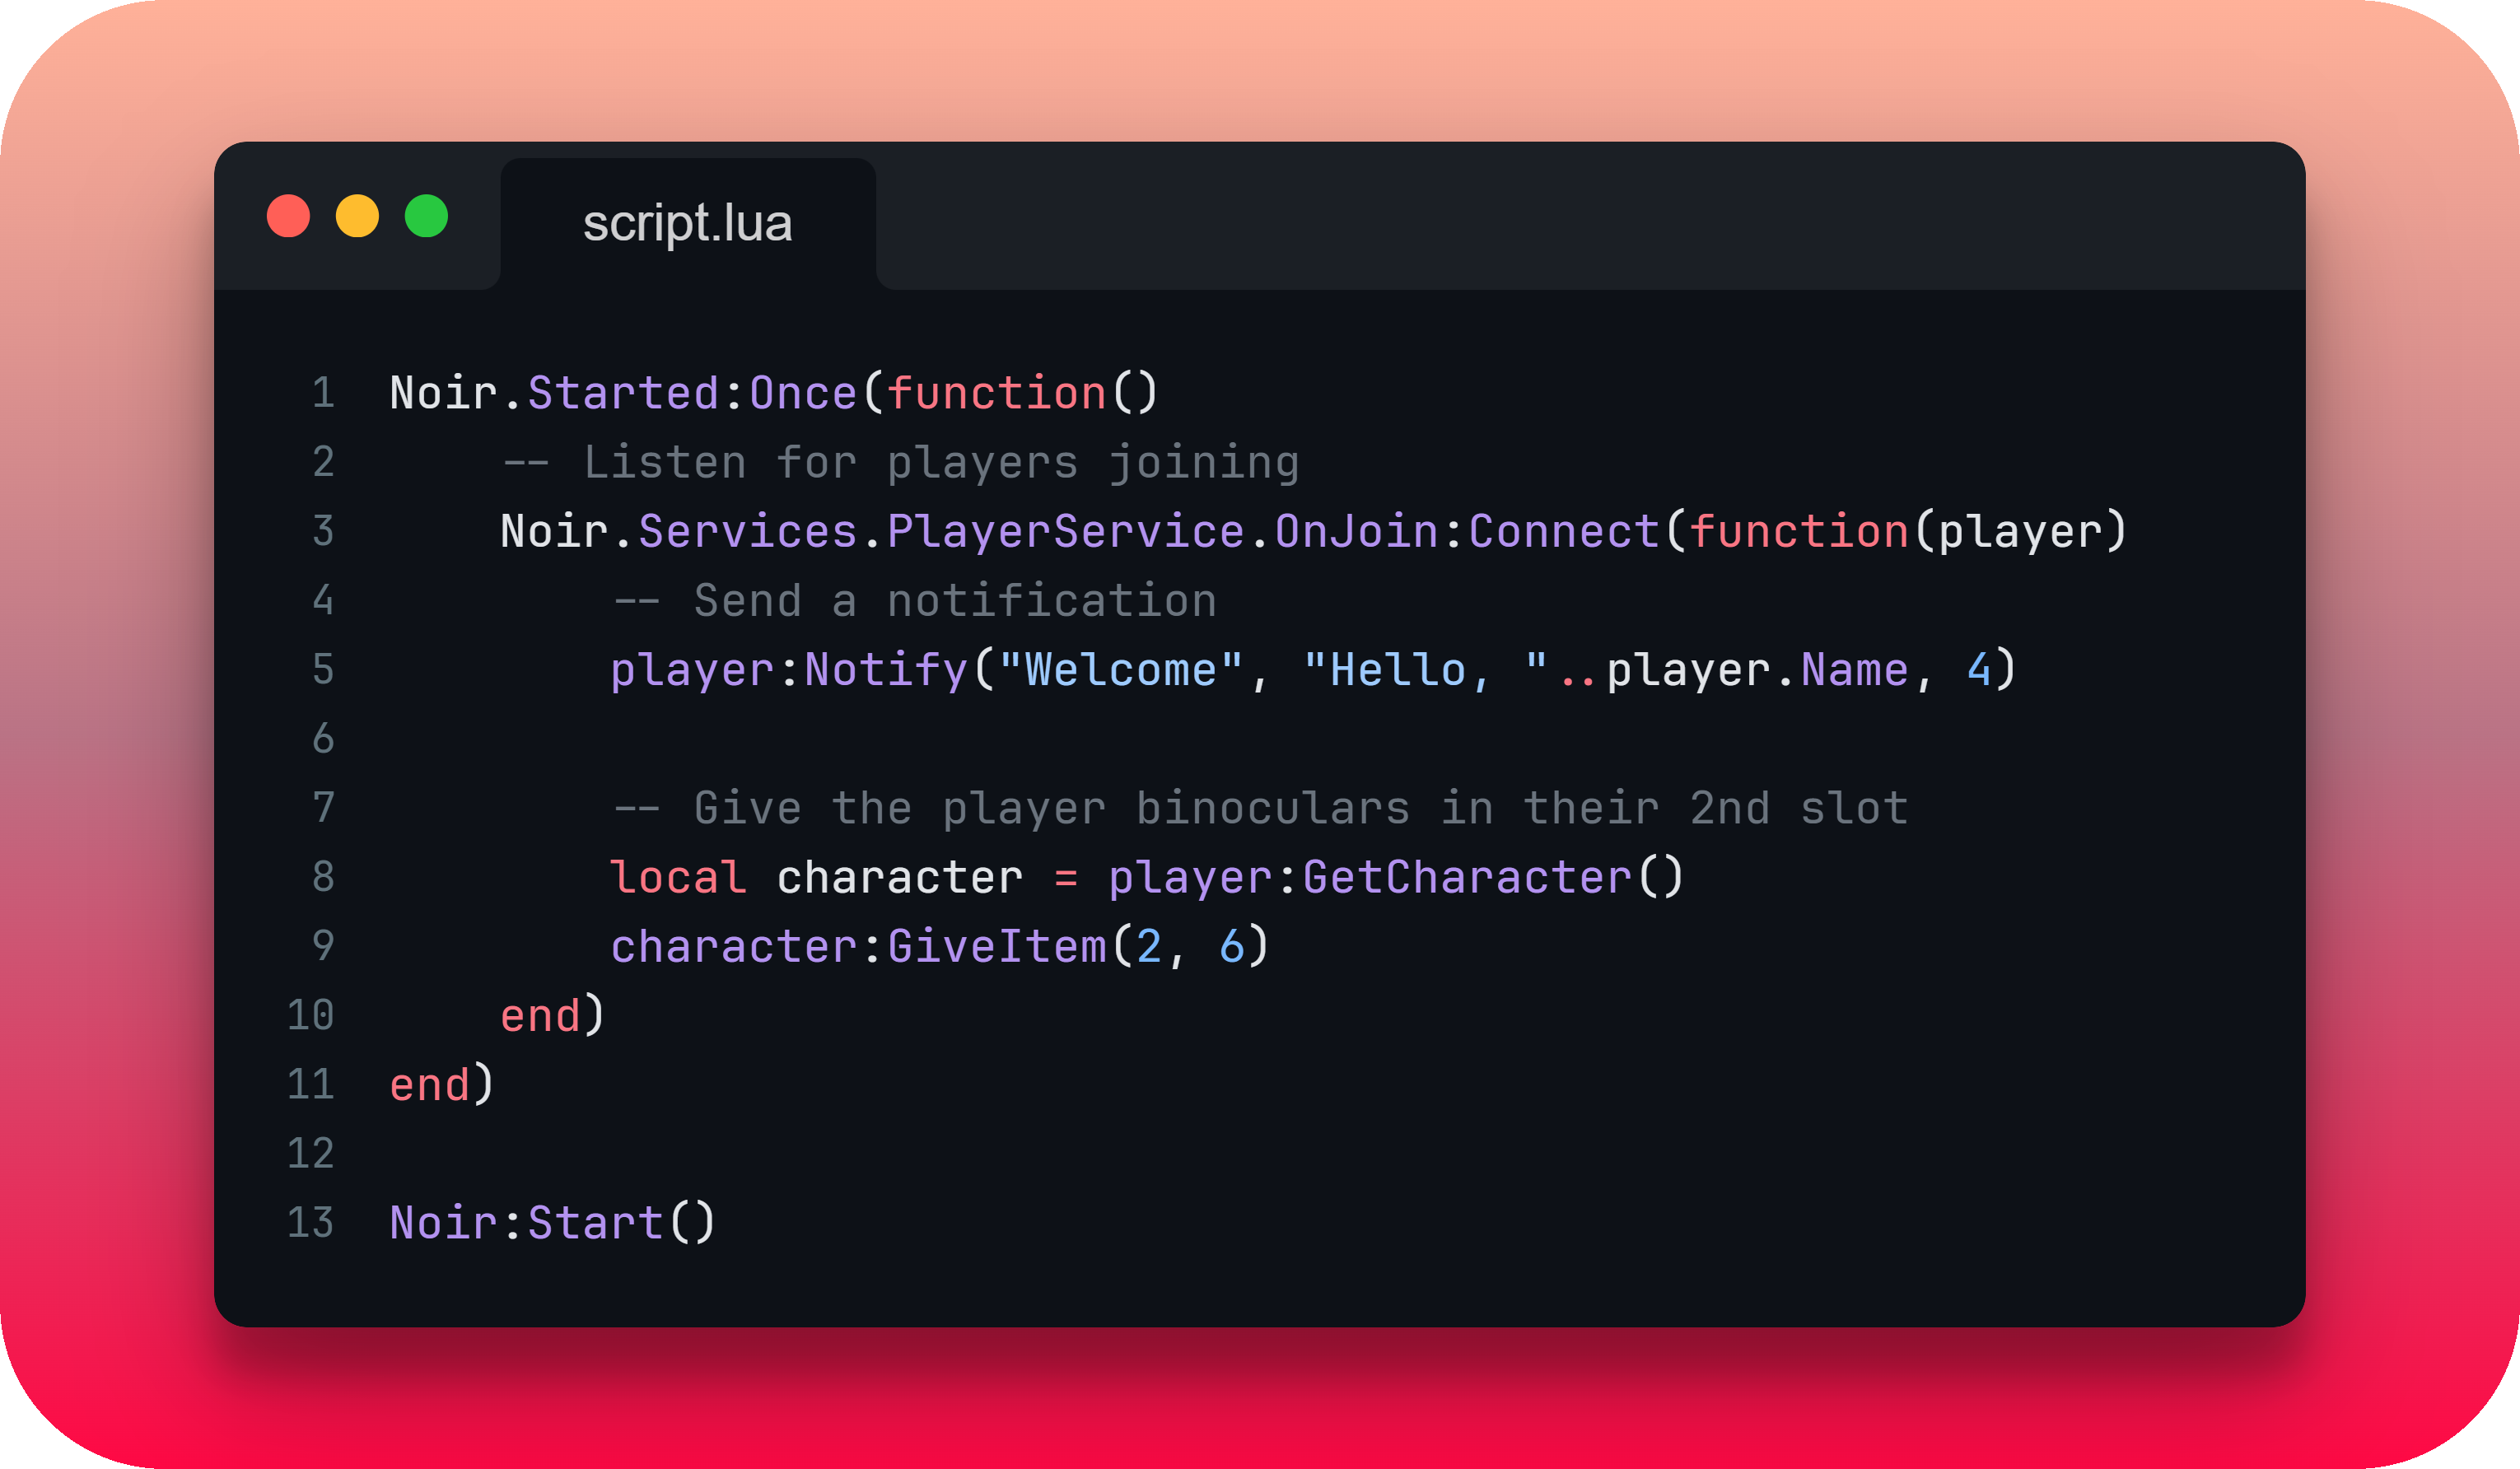 script.lua
1 Noir.Started:Once(function()
2     -- Listen for players joining
3     Noir.Services.PlayerService.OnJoin:Connect(function(player)
4         -- Send a notification
5         player:Notify("Welcome", "Hello, "..player.Name, 4)
6
7         -- Give the player binoculars in their 2nd slot
8         local character = player:GetCharacter()
9         character:GiveItem(2, 6)
10     end)
11 end)
12
13 Noir:Start()